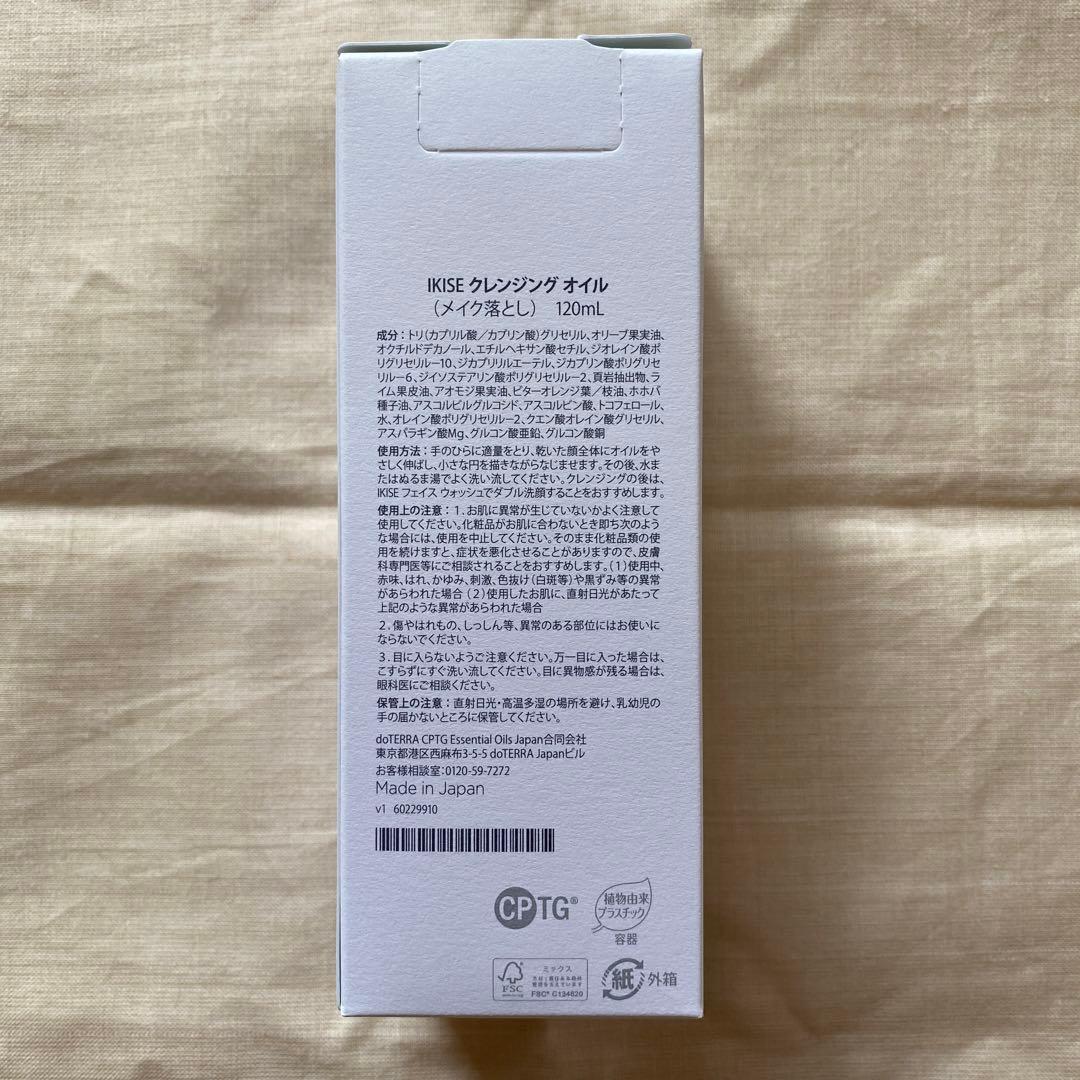 IKISE クレンジング オイル
（メイク落とし）　120mL
成分：トリ（カプリル酸／カプリン酸）グリセリル、オリーブ果実油、
オクチルドデカノール、エチルヘキサン酸セチル、ジオレイン酸ポ
リグリセリル－10、ジカプリリルエーテル、ジカプリン酸ポリグリセ
リル－6、ジイソステアリン酸ポリグリセリル－2、頁岩抽出物、ラ
イム果皮油、アオモジ果実油、ビターオレンジ葉／枝油、ホホバ
種子油、アスコルビルグルコシド、アスコルビン酸、トコフェロール、
水、オレイン酸ポリグリセリル－2、クエン酸オレイン酸グリセリル、
アスパラギン酸Mg、グルコン酸亜鉛、グルコン酸銅
使用方法：手のひらに適量をとり、乾いた顔全体にオイルをや
さしく伸ばし、小さな円を描きながらなじませます。その後、水ま
たはぬるま湯でよく洗い流してください。クレンジングの後は、
IKISE フェイス ウォッシュでダブル洗顔することをおすすめします。
使用上の注意：1．お肌に異常が生じていないかよく注意して
使用してください。化粧品がお肌に合わないとき即ち次のよう
な場合には、使用を中止してください。そのまま化粧品類の使
用を続けますと、症状を悪化させることがありますので、皮膚
科専門医等にご相談されることをおすすめします。（1）使用中、
赤味、はれ、かゆみ、刺激、色抜け（白斑等）や黒ずみ等の異常
があらわれた場合（2）使用したお肌に、直射日光があたって
上記のような異常があらわれた場合
2．傷やはれもの、しっしん等、異常のある部位にはお使いに
ならないでください。
3．目に入らないようご注意ください。万一目に入った場合は、
こすらずにすぐ洗い流してください。目に異物感が残る場合は、
眼科医にご相談ください。
保管上の注意：直射日光・高温多湿の場所を避け、乳幼児の
手の届かないところに保管してください。
doTERRA CPTG Essential Oils Japan合同会社
東京都港区西麻布3-5-5 doTERRA Japanビル
お客様相談室：0120-59-7272
Made in Japan
v1 60229910
CPTG®
植物由来
プラスチック
容器
FSC
ミックス
FSC® C134620
紙 外箱